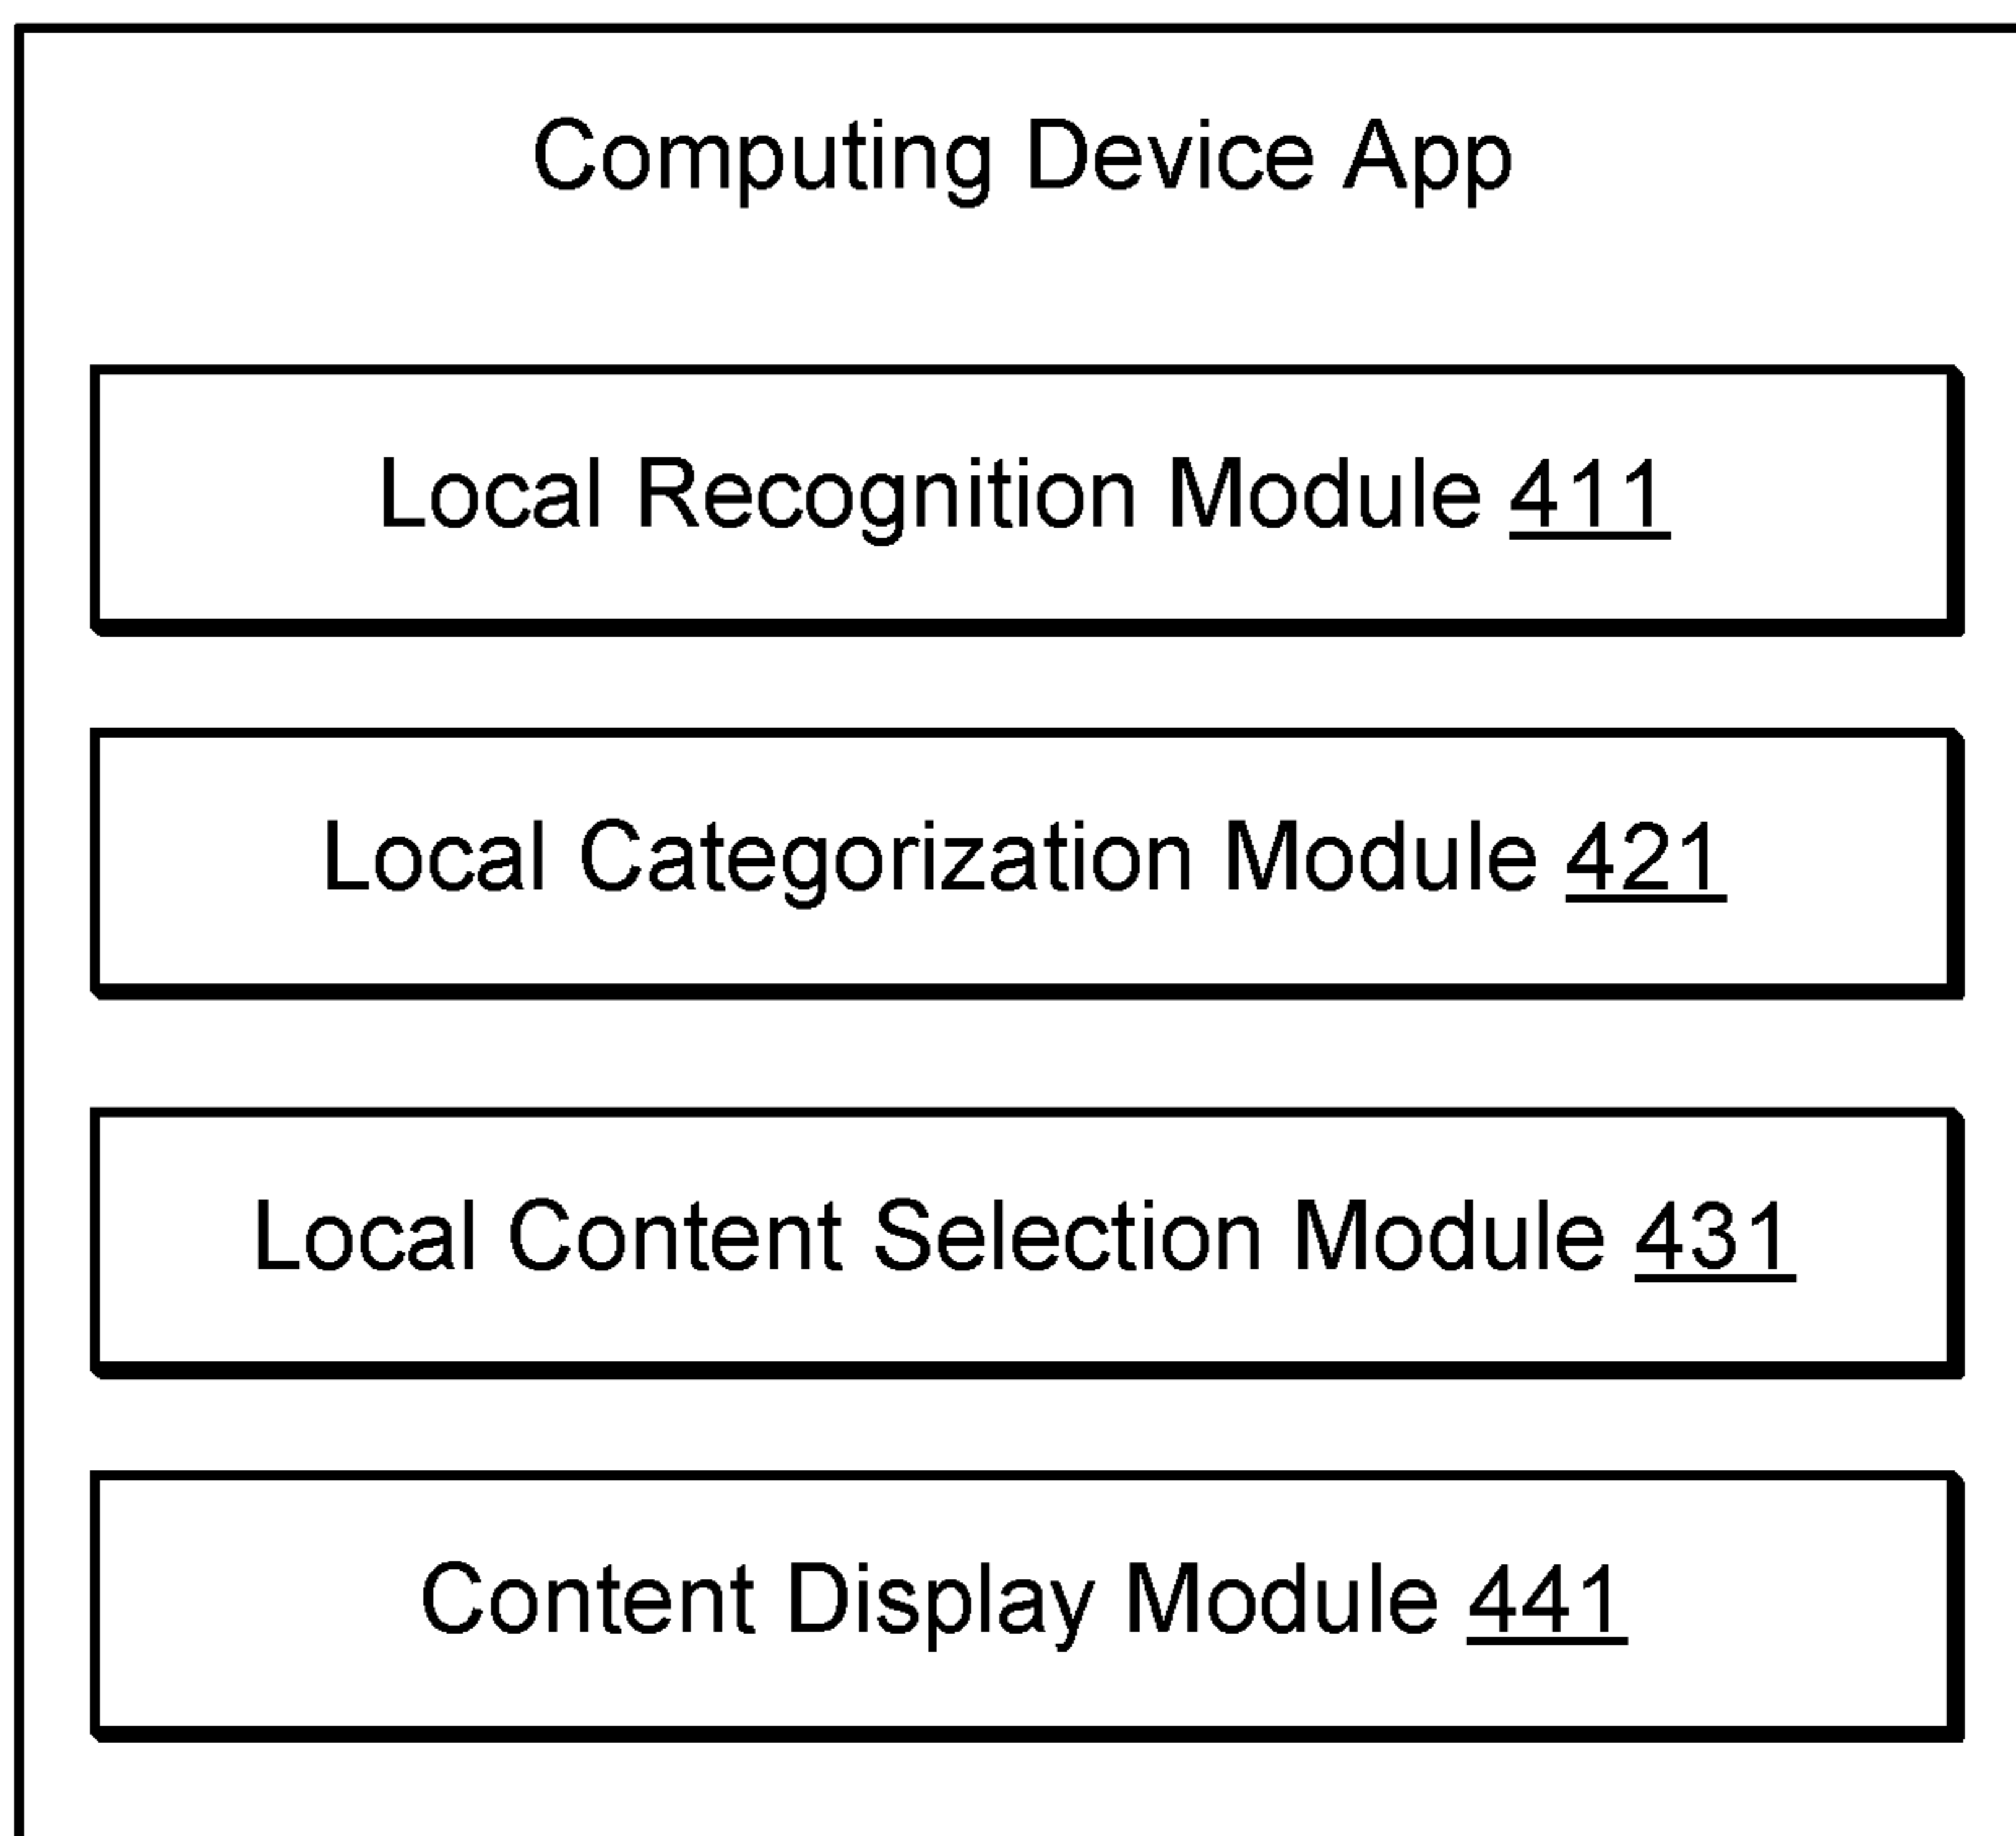 Computing Device App
Local Recognition Module 411
Local Categorization Module 421
Local Content Selection Module 431
Content Display Module 441